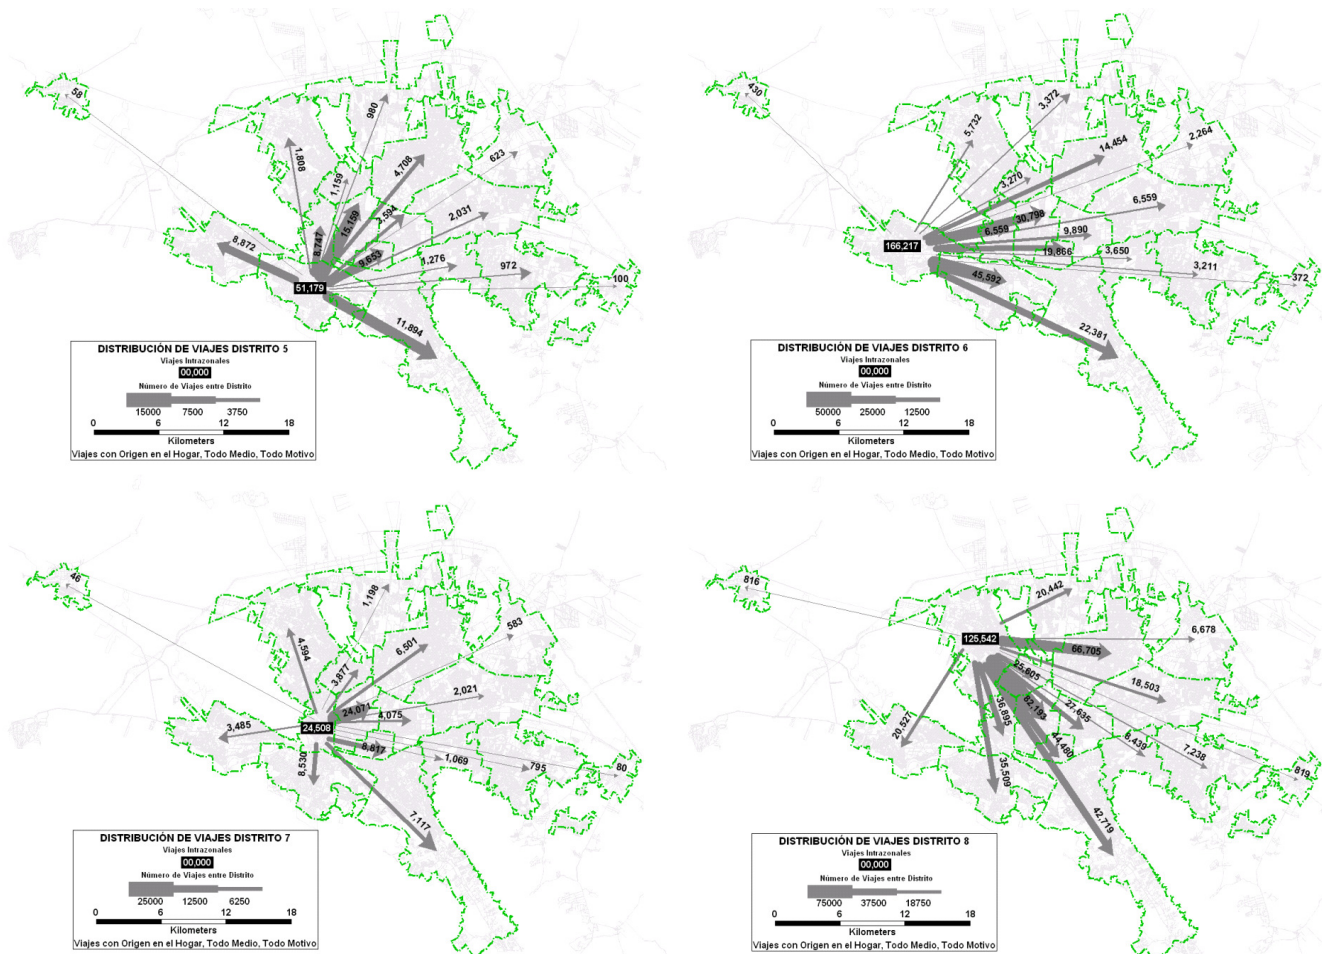 58
980
1,808
1,159
4,708
623
15,159
3,594
2,031
8,747
8,872
9,653
1,276
972
100
51,179
11,894
DISTRIBUCIÓN DE VIAJES DISTRITO 5
Viajes Intrazonales
00,000
Número de Viajes entre Distrito
15000 7500 3750
0 6 12 18
Kilometers
Viajes con Origen en el Hogar, Todo Medio, Todo Motivo
430
3,372
5,732
14,454
2,264
3,270
6,559
30,798
6,559
9,890
166,217
19,866
3,650
3,211
372
45,592
22,381
DISTRIBUCIÓN DE VIAJES DISTRITO 6
Viajes Intrazonales
00,000
Número de Viajes entre Distrito
50000 25000 12500
0 6 12 18
Kilometers
Viajes con Origen en el Hogar, Todo Medio, Todo Motivo
46
1,198
583
4,594
6,501
3,877
2,021
24,071
4,075
3,485
24,508
8,817
1,069
795
80
8,530
7,117
DISTRIBUCIÓN DE VIAJES DISTRITO 7
Viajes Intrazonales
00,000
Número de Viajes entre Distrito
25000 12500 6250
0 6 12 18
Kilometers
Viajes con Origen en el Hogar, Todo Medio, Todo Motivo
816
20,442
125,542
6,678
66,705
25,605
18,503
36,895
82,193
27,635
20,527
44,480
6,439
7,238
819
35,509
42,719
DISTRIBUCIÓN DE VIAJES DISTRITO 8
Viajes Intrazonales
00,000
Número de Viajes entre Distrito
75000 37500 18750
0 6 12 18
Kilometers
Viajes con Origen en el Hogar, Todo Medio, Todo Motivo